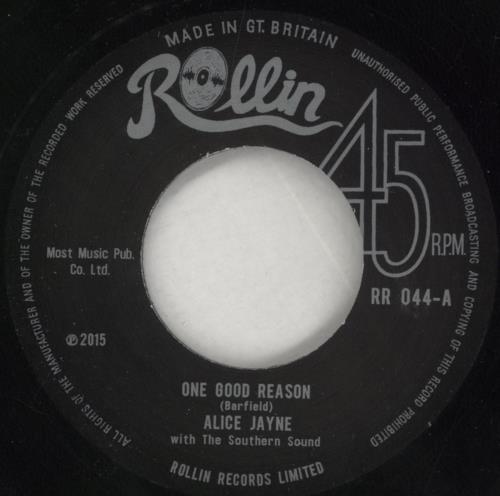 MADE IN GT. BRITAIN
UNAUTHORISED PUBLIC PERFORMANCE BROADCASTING AND COPYING OF THIS RECORD PROHIBITED
ALL RIGHTS OF THE MANUFACTURER AND OF THE OWNER OF THE RECORDED WORK RESERVED
Rollin
45
R.P.M.
Most Music Pub.
Co. Ltd.
RR 044-A
℗ 2015
ONE GOOD REASON
(Barfield)
ALICE JAYNE
with The Southern Sound
ROLLIN RECORDS LIMITED